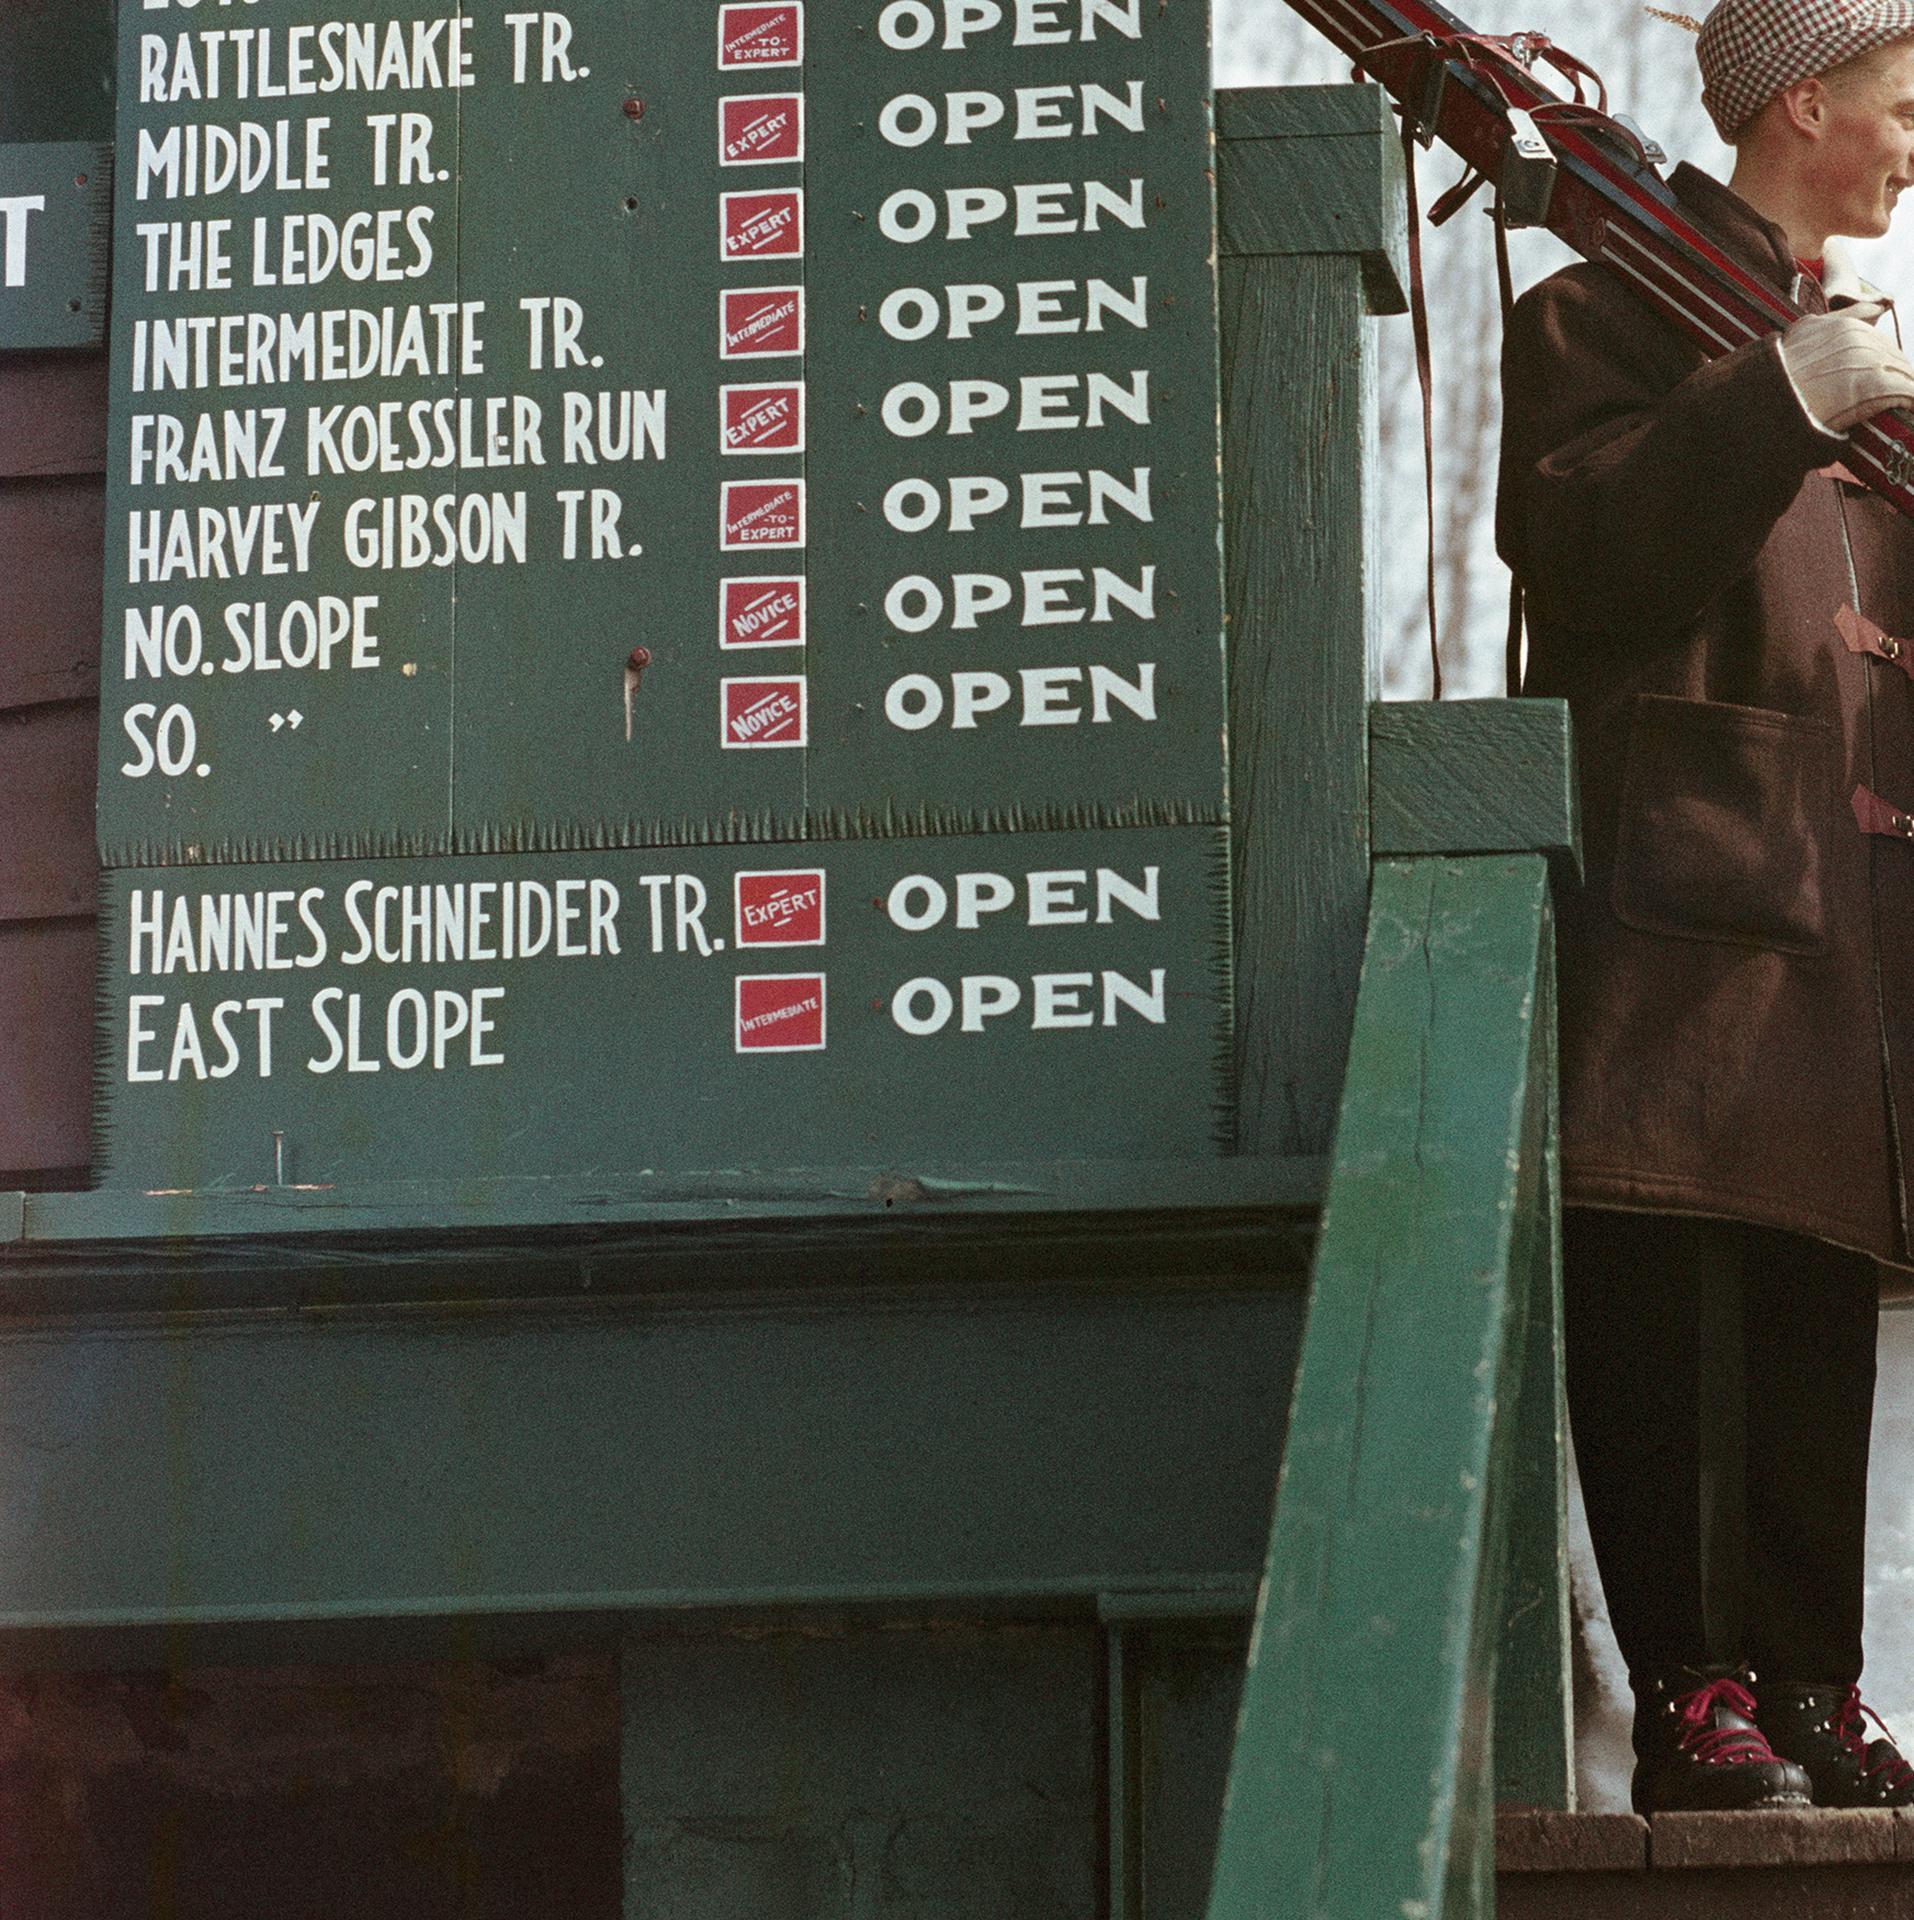 RATTLESNAKE TR. INTERMEDIATE -TO- EXPERT OPEN
MIDDLE TR. EXPERT OPEN
THE LEDGES EXPERT OPEN
INTERMEDIATE TR. INTERMEDIATE OPEN
FRANZ KOESSLER RUN EXPERT OPEN
HARVEY GIBSON TR. INTERMEDIATE -TO- EXPERT OPEN
NO. SLOPE NOVICE OPEN
SO. ” NOVICE OPEN
T
HANNES SCHNEIDER TR. EXPERT OPEN
EAST SLOPE INTERMEDIATE OPEN